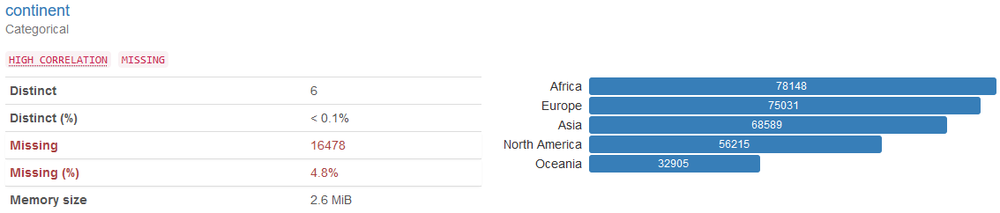 continent
Categorical
HIGH CORRELATION MISSING
Distinct 6
Distinct (%) < 0.1%
Missing 16478
Missing (%) 4.8%
Memory size 2.6 MiB
Africa 78148
Europe 75031
Asia 68589
North America 56215
Oceania 32905